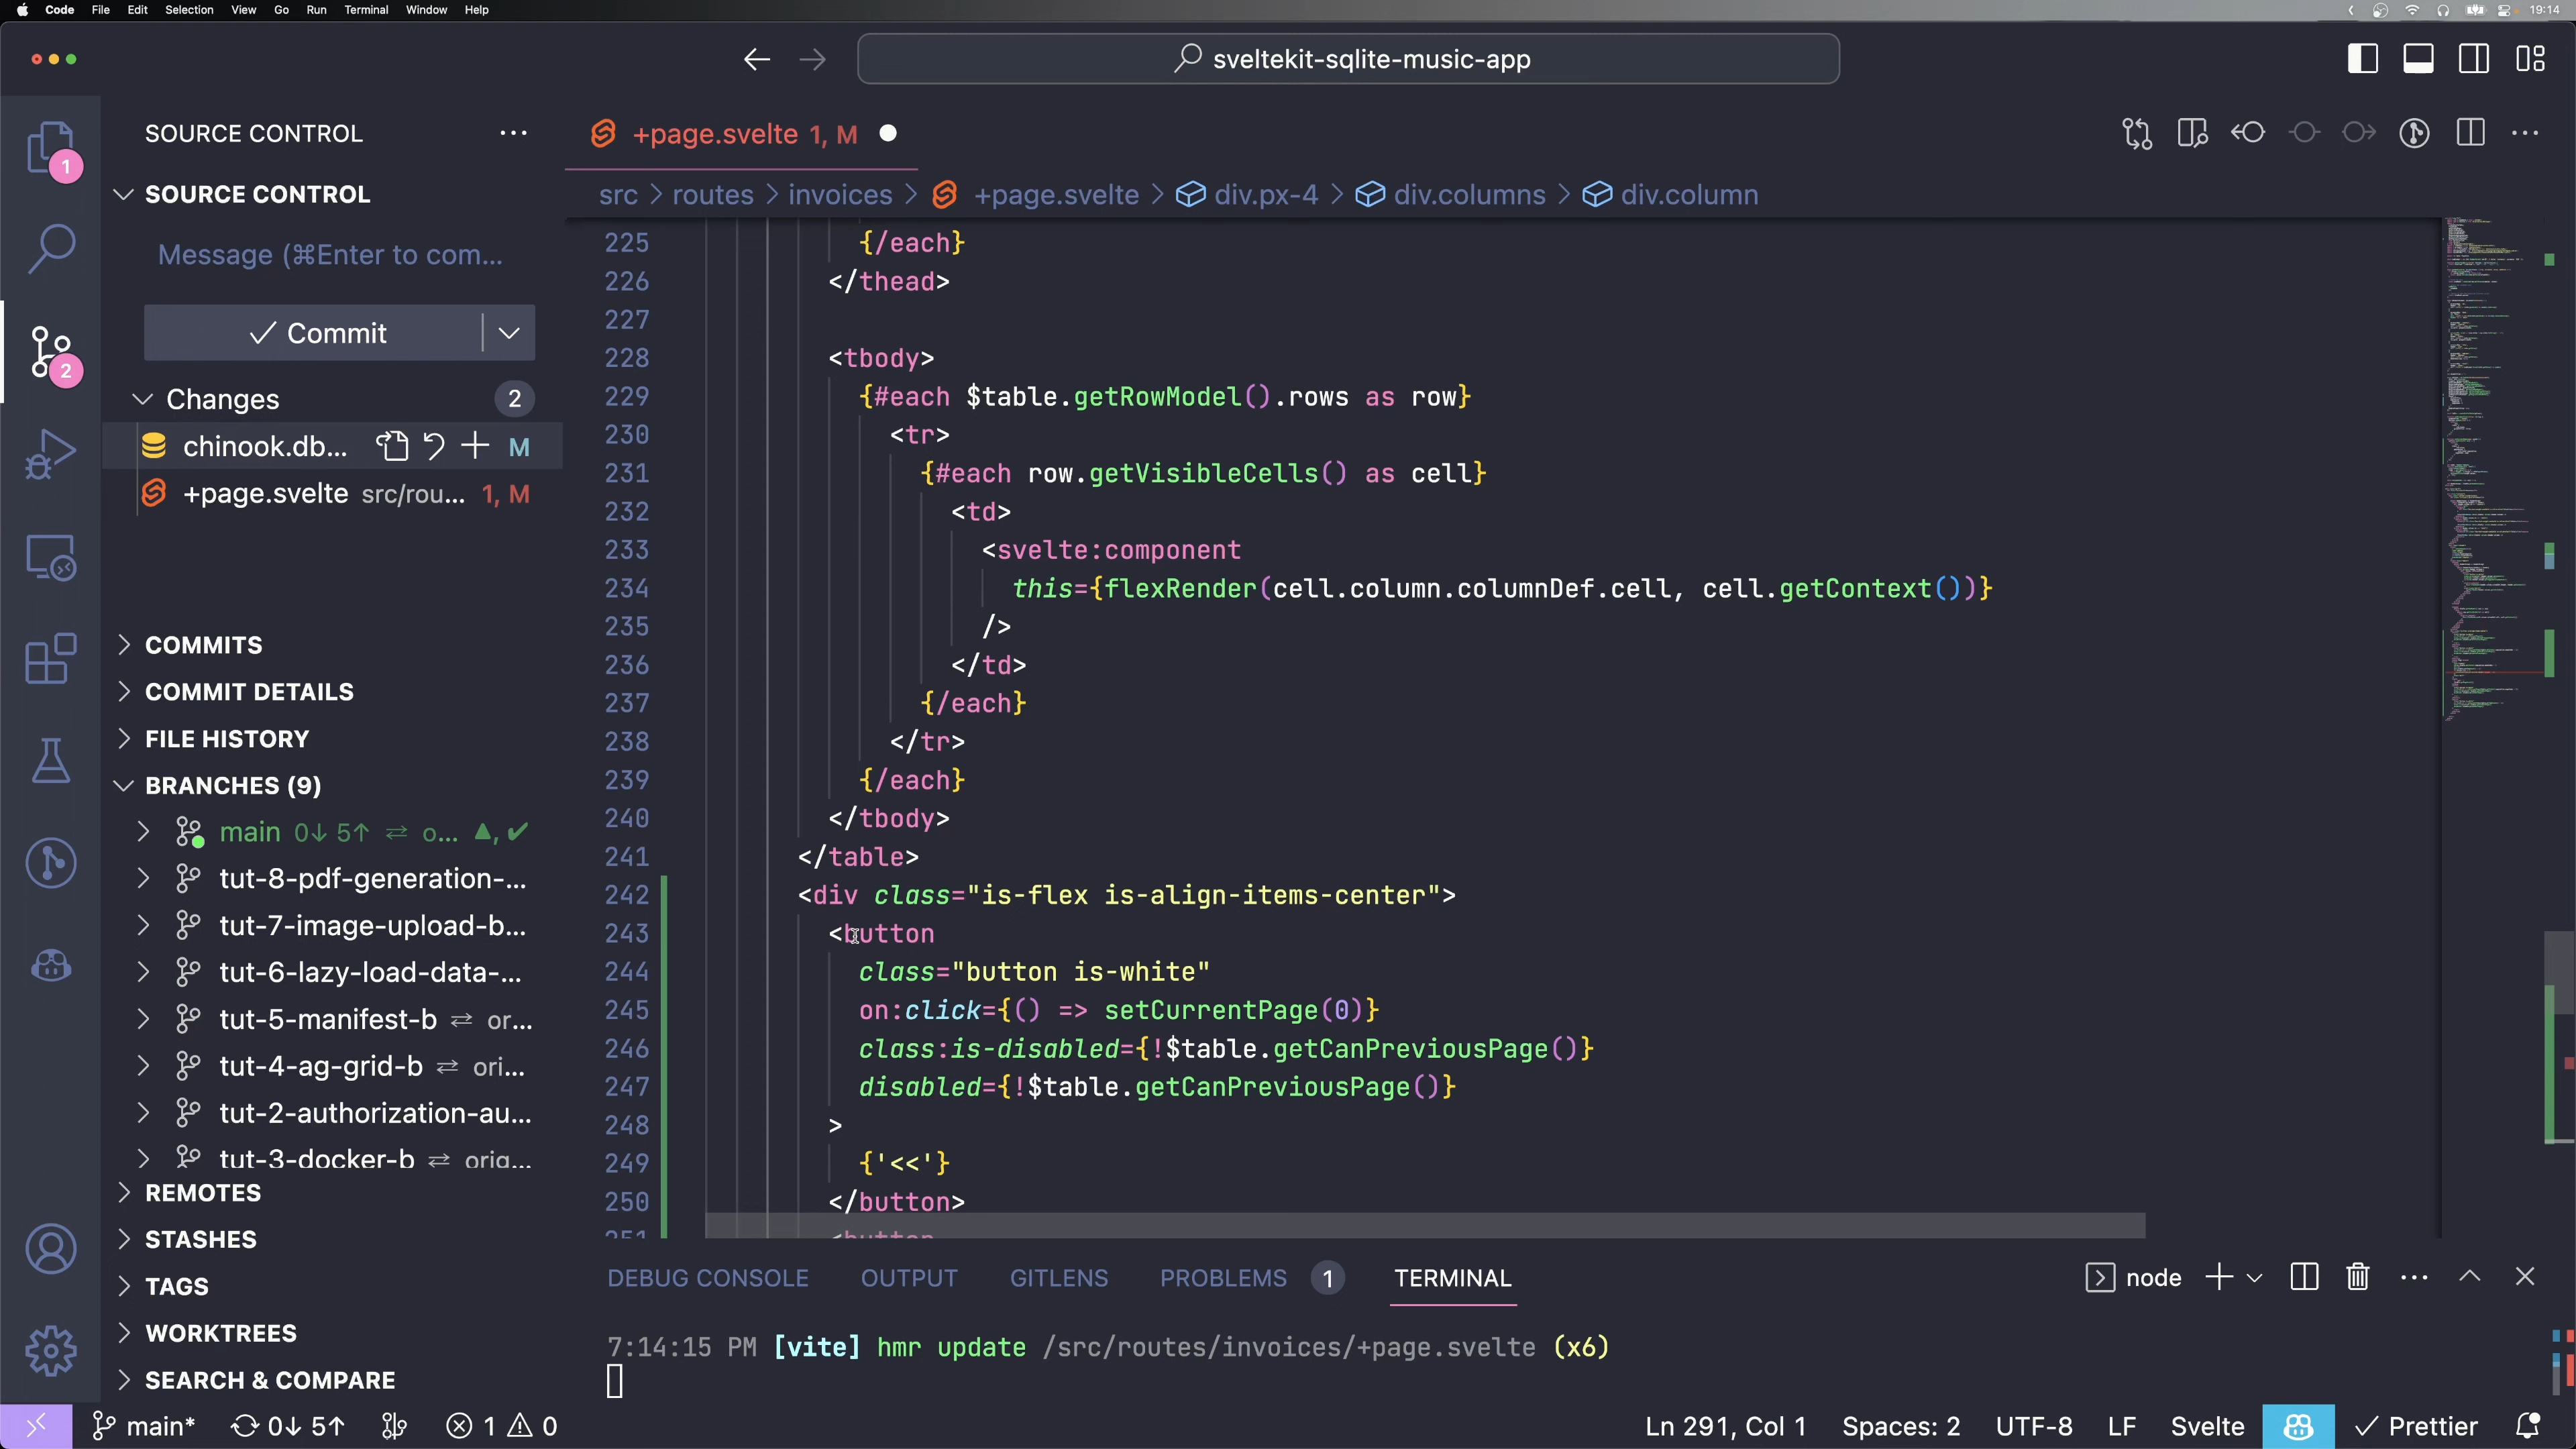 Code File Edit Selection View Go Run Terminal Window Help 19:14
sveltekit-sqlite-music-app
SOURCE CONTROL
SOURCE CONTROL
Message (⌘Enter to com...
Commit
Changes 2
chinook.db... M
+page.svelte src/rou... 1, M
COMMITS
COMMIT DETAILS
FILE HISTORY
BRANCHES (9)
main 0↓ 5↑ ⇄ o... ▲, ✔
tut-8-pdf-generation-...
tut-7-image-upload-b...
tut-6-lazy-load-data-...
tut-5-manifest-b ⇄ or...
tut-4-ag-grid-b ⇄ ori...
tut-2-authorization-au...
tut-3-docker-b ⇄ orig...
REMOTES
STASHES
TAGS
WORKTREES
SEARCH & COMPARE
1
2
+page.svelte 1, M
src > routes > invoices > +page.svelte > div.px-4 > div.columns > div.column
225 {/each}
226 </thead>
227
228 <tbody>
229 {#each $table.getRowModel().rows as row}
230 <tr>
231 {#each row.getVisibleCells() as cell}
232 <td>
233 <svelte:component
234 this={flexRender(cell.column.columnDef.cell, cell.getContext())}
235 />
236 </td>
237 {/each}
238 </tr>
239 {/each}
240 </tbody>
241 </table>
242 <div class="is-flex is-align-items-center">
243 <button
244 class="button is-white"
245 on:click={() => setCurrentPage(0)}
246 class:is-disabled={!$table.getCanPreviousPage()}
247 disabled={!$table.getCanPreviousPage()}
248 >
249 {'<<'}
250 </button>
251 <button
DEBUG CONSOLE OUTPUT GITLENS PROBLEMS 1 TERMINAL node
7:14:15 PM [vite] hmr update /src/routes/invoices/+page.svelte (x6)
main* 0↓ 5↑ 1 0 Ln 291, Col 1 Spaces: 2 UTF-8 LF Svelte Prettier